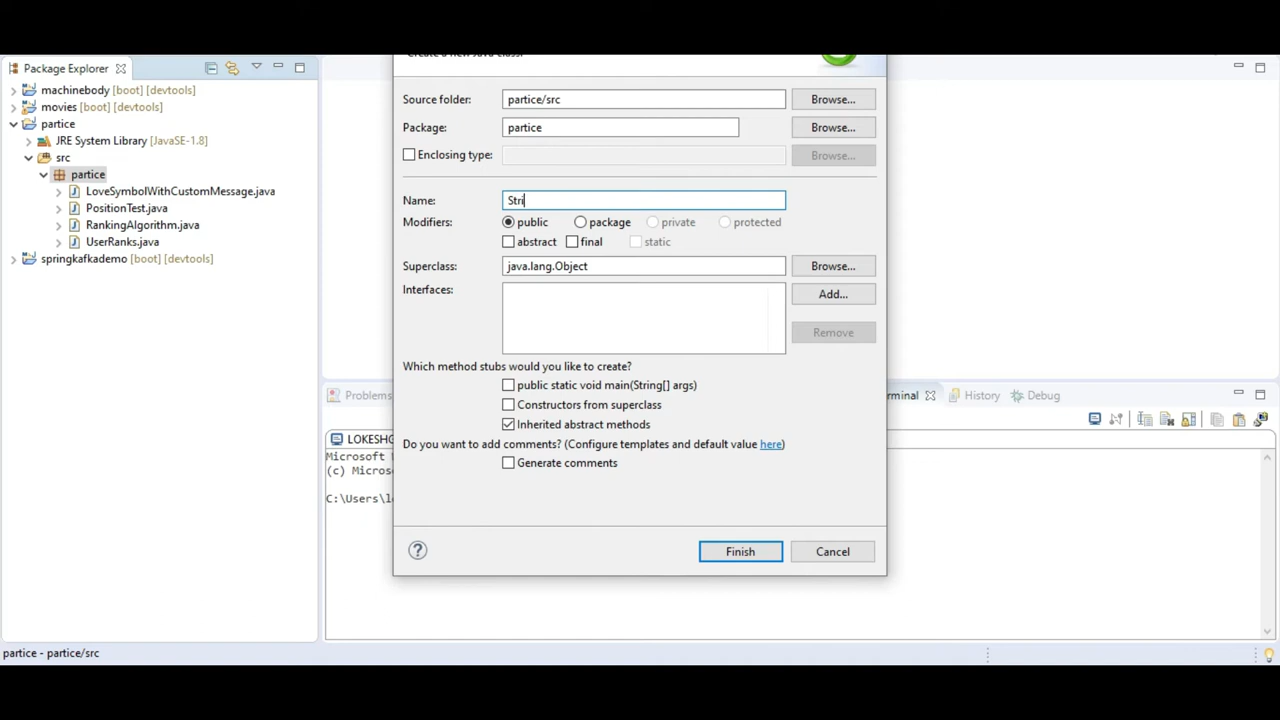 Package Explorer
machinebody [boot] [devtools]
movies [boot] [devtools]
partice
JRE System Library [JavaSE-1.8]
src
partice
LoveSymbolWithCustomMessage.java
PositionTest.java
RankingAlgorithm.java
UserRanks.java
springkafkademo [boot] [devtools]
Source folder:
partice/src
Browse...
Package:
partice
Browse...
Enclosing type:
Browse...
Name:
Stri
Modifiers:
public
package
private
protected
abstract
final
static
Superclass:
java.lang.Object
Browse...
Interfaces:
Add...
Remove
Which method stubs would you like to create?
public static void main(String[] args)
Constructors from superclass
Inherited abstract methods
Do you want to add comments? (Configure templates and default value here)
Generate comments
?
Finish
Cancel
Problems
rminal
History
Debug
LOKESH
Microsoft
(c) Micros
C:\Users\l
partice - partice/src